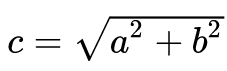 c = √(a² + b²)